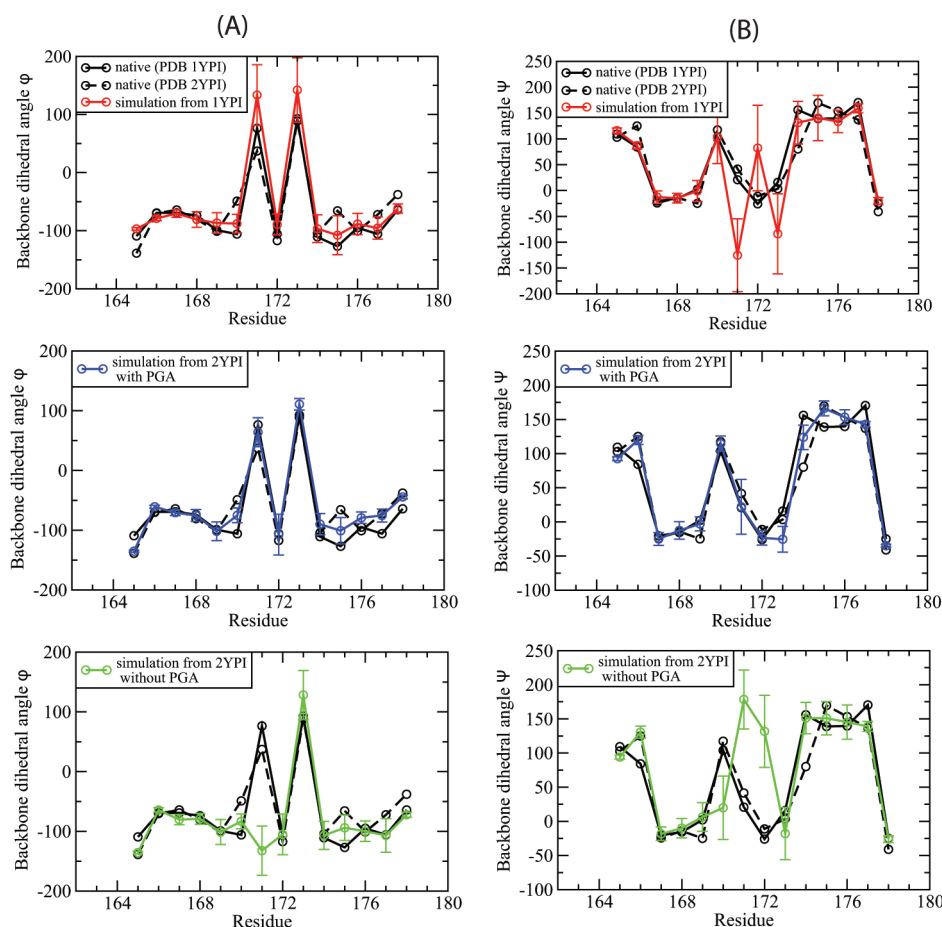 (A)
(B)
native (PDB 1YPI)
native (PDB 2YPI)
simulation from 1YPI
Backbone dihedral angle φ
200
100
0
-100
-200
164 168 172 176 180
Residue
native (PDB 1YPI)
native (PDB 2YPI)
simulation from 1YPI
Backbone dihedral angle Ψ
250
200
150
100
50
0
-50
-100
-150
-200
164 168 172 176 180
Residue
simulation from 2YPI
with PGA
Backbone dihedral angle φ
200
100
0
-100
-200
164 168 172 176 180
Residue
simulation from 2YPI
with PGA
Backbone dihedral angle Ψ
250
200
150
100
50
0
-50
-100
164 168 172 176 180
Residue
simulation from 2YPI
without PGA
Backbone dihedral angle φ
200
100
0
-100
-200
164 168 172 176 180
Residue
simulation from 2YPI
without PGA
Backbone dihedral angle Ψ
250
200
150
100
50
0
-50
-100
164 168 172 176 180
Residue